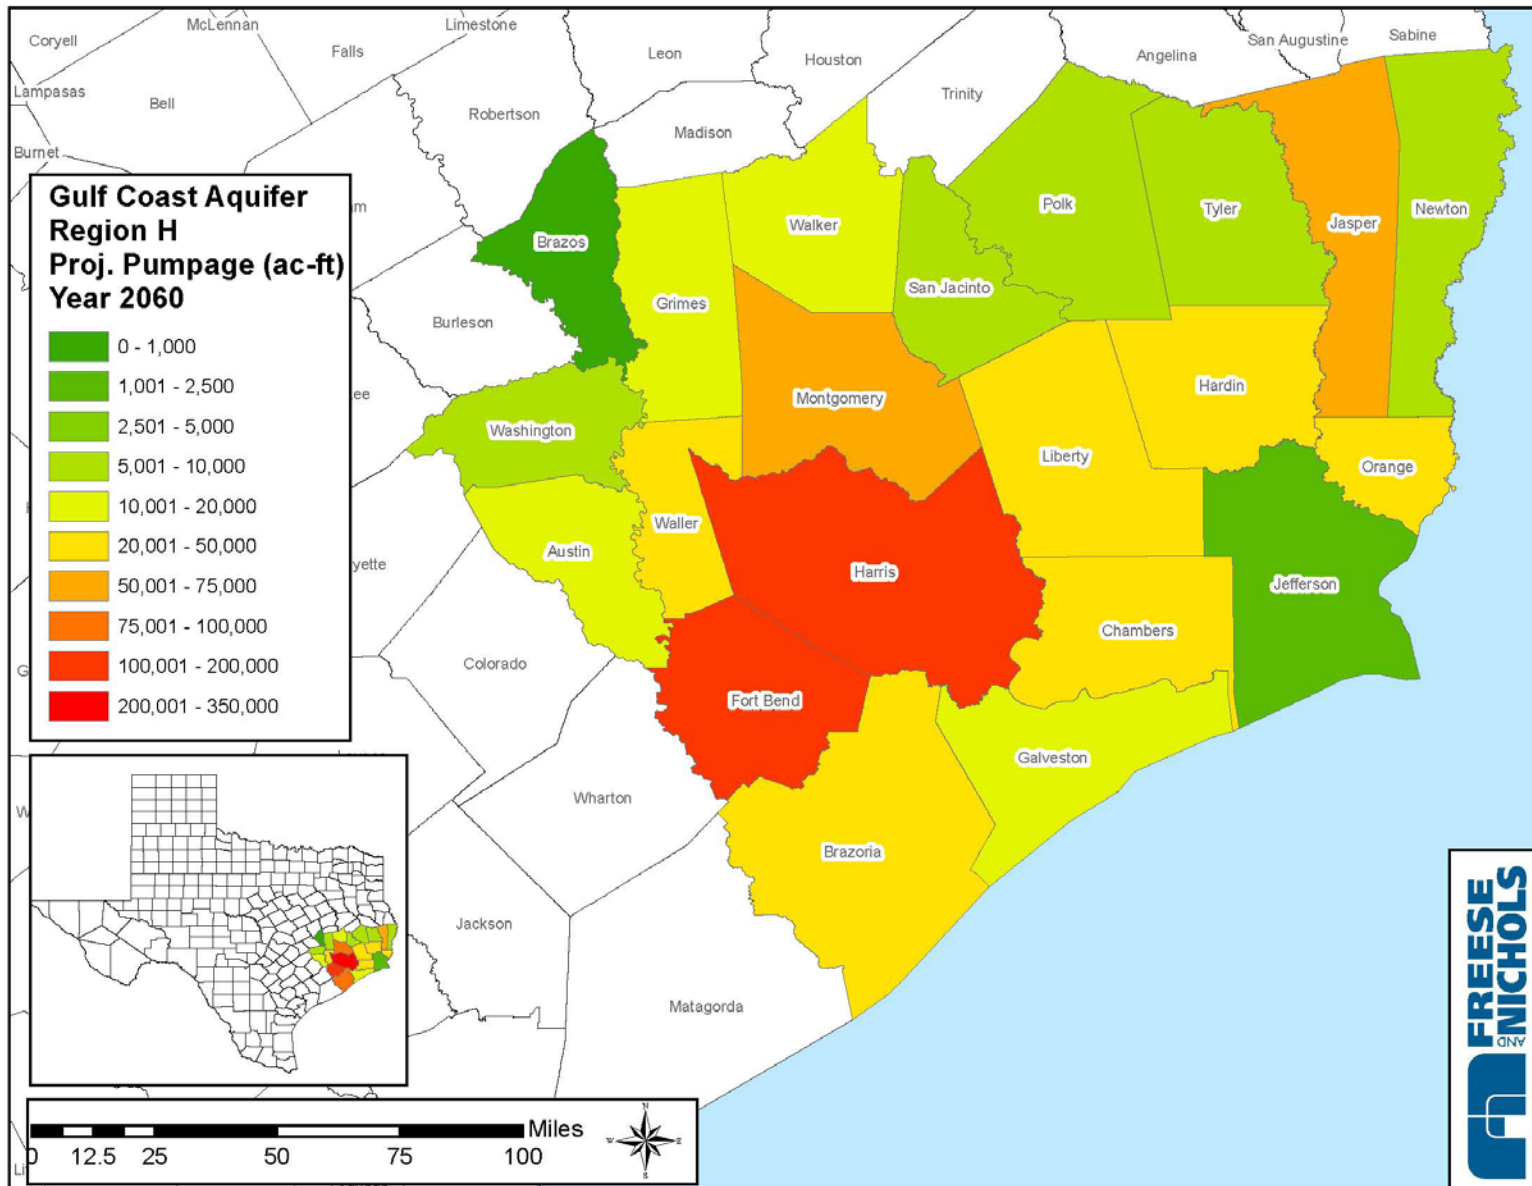 McLennan
Limestone
Coryell
Falls
Leon
Houston
Angelina
San Augustine
Sabine
Lampasas
Bell
Robertson
Madison
Trinity
Burnet
Gulf Coast Aquifer
Region H
Proj. Pumpage (ac-ft)
Year 2060
0 - 1,000
1,001 - 2,500
2,501 - 5,000
5,001 - 10,000
10,001 - 20,000
20,001 - 50,000
50,001 - 75,000
75,001 - 100,000
100,001 - 200,000
200,001 - 350,000
am
ee
yette
Brazos
Walker
Polk
Tyler
Jasper
Newton
Grimes
San Jacinto
Burleson
Hardin
Montgomery
Washington
Liberty
Orange
Waller
Austin
Harris
Jefferson
Chambers
Colorado
Fort Bend
Galveston
Wharton
Brazoria
Jackson
Matagorda
Miles
0 12.5 25 50 75 100
N
W E
S
FREESE
AND NICHOLS